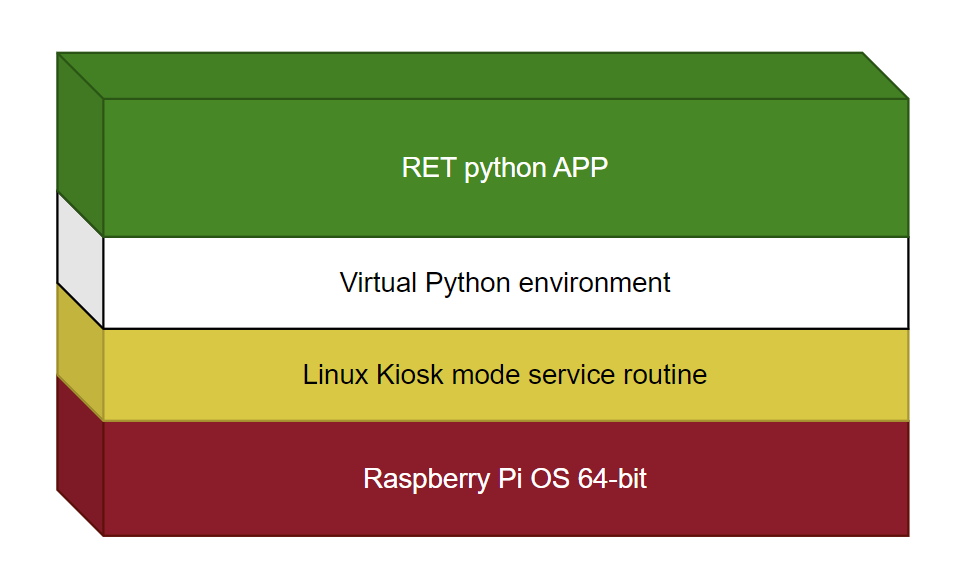 RET python APP
Virtual Python environment
Linux Kiosk mode service routine
Raspberry Pi OS 64-bit